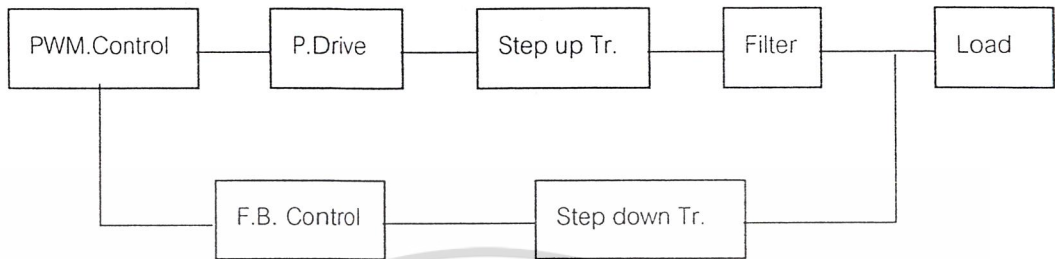 PWM.Control
P.Drive
Step up Tr.
Filter
Load
F.B. Control
Step down Tr.